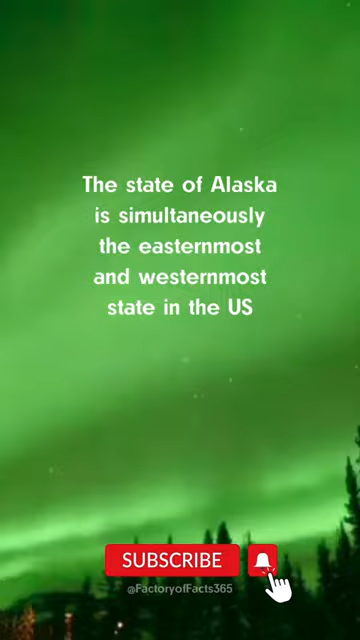 The state of Alaska
is simultaneously
the easternmost
and westernmost
state in the US
SUBSCRIBE
@FactoryofFacts365